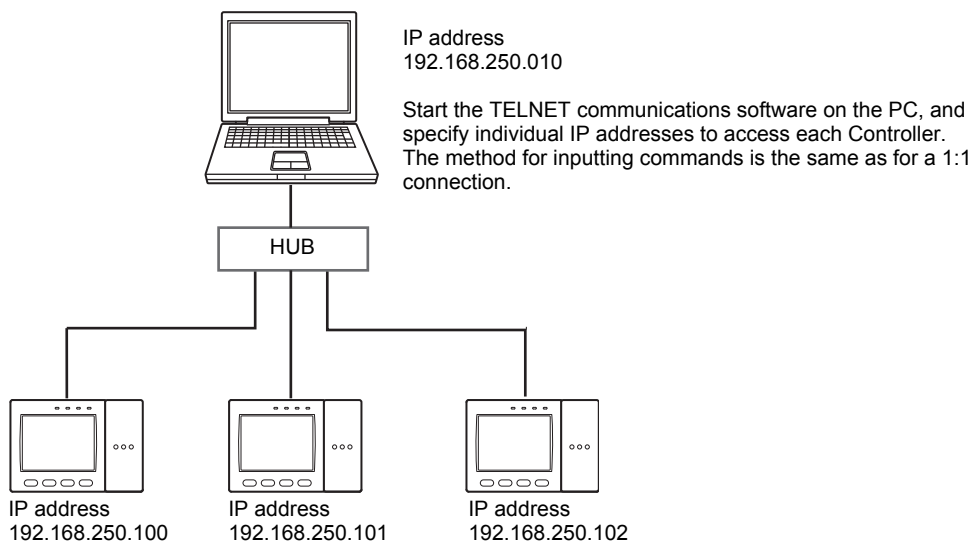 IP address
192.168.250.010
Start the TELNET communications software on the PC, and
specify individual IP addresses to access each Controller.
The method for inputting commands is the same as for a 1:1
connection.
HUB
IP address
192.168.250.100
IP address
192.168.250.101
IP address
192.168.250.102